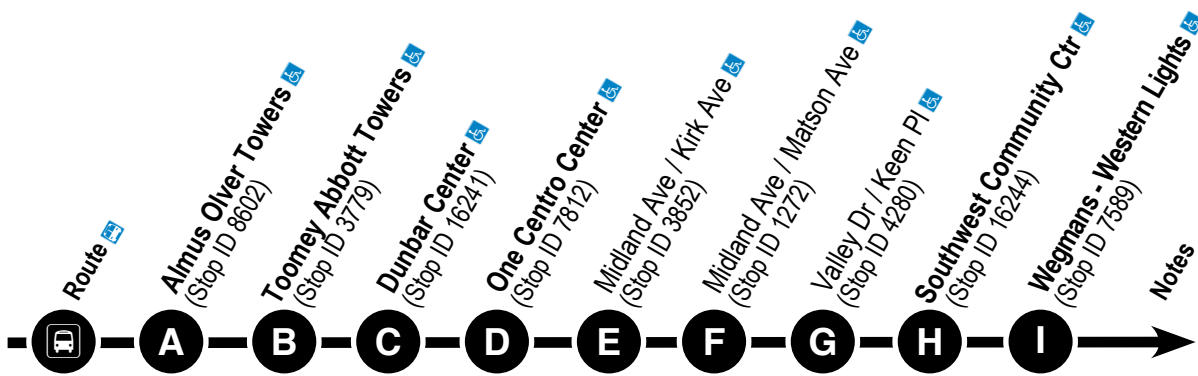 Route
Almus Olver Towers
(Stop ID 8602)
Toomey Abbott Towers
(Stop ID 3779)
Dunbar Center
(Stop ID 16241)
One Centro Center
(Stop ID 7812)
Midland Ave / Kirk Ave
(Stop ID 3852)
Midland Ave / Matson Ave
(Stop ID 1272)
Valley Dr / Keen Pl
(Stop ID 4280)
Southwest Community Ctr
(Stop ID 16244)
Wegmans - Western Lights
(Stop ID 7589)
Notes
A B C D E F G H I